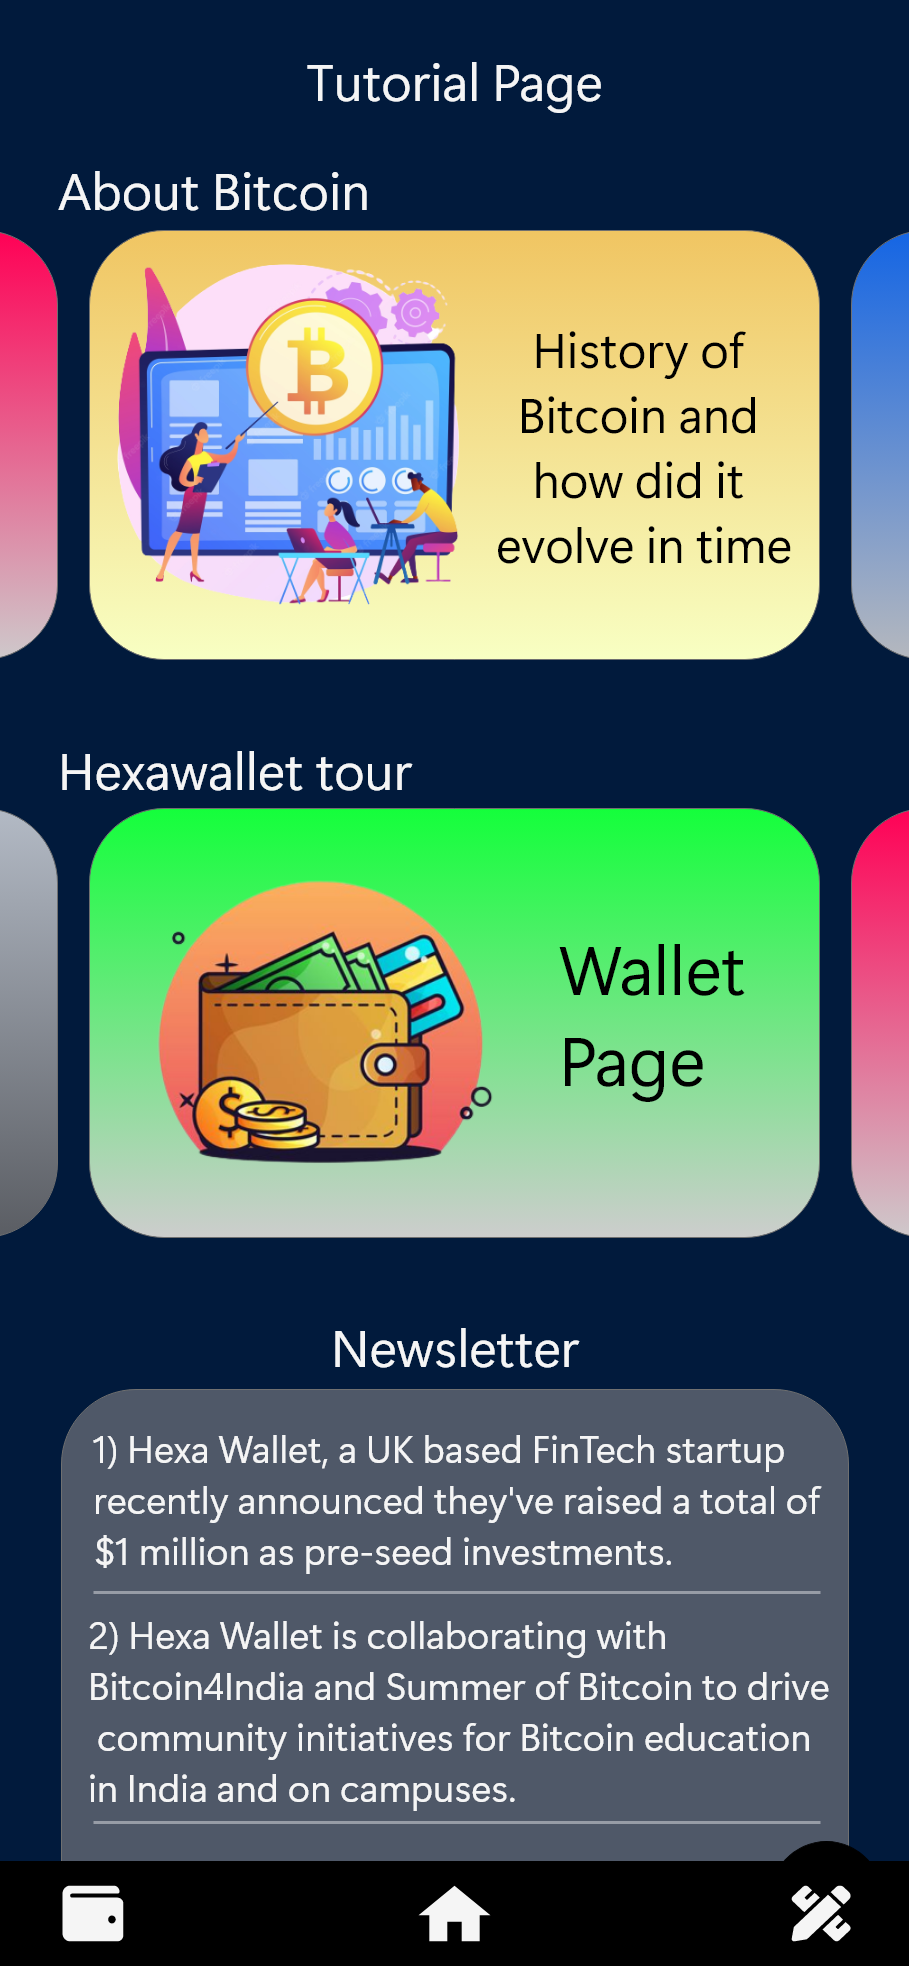 Tutorial Page
About Bitcoin
History of
Bitcoin and
how did it
evolve in time
Hexawallet tour
Wallet
Page
Newsletter
1) Hexa Wallet, a UK based FinTech startup
recently announced they've raised a total of
$1 million as pre-seed investments.
2) Hexa Wallet is collaborating with
Bitcoin4India and Summer of Bitcoin to drive
community initiatives for Bitcoin education
in India and on campuses.